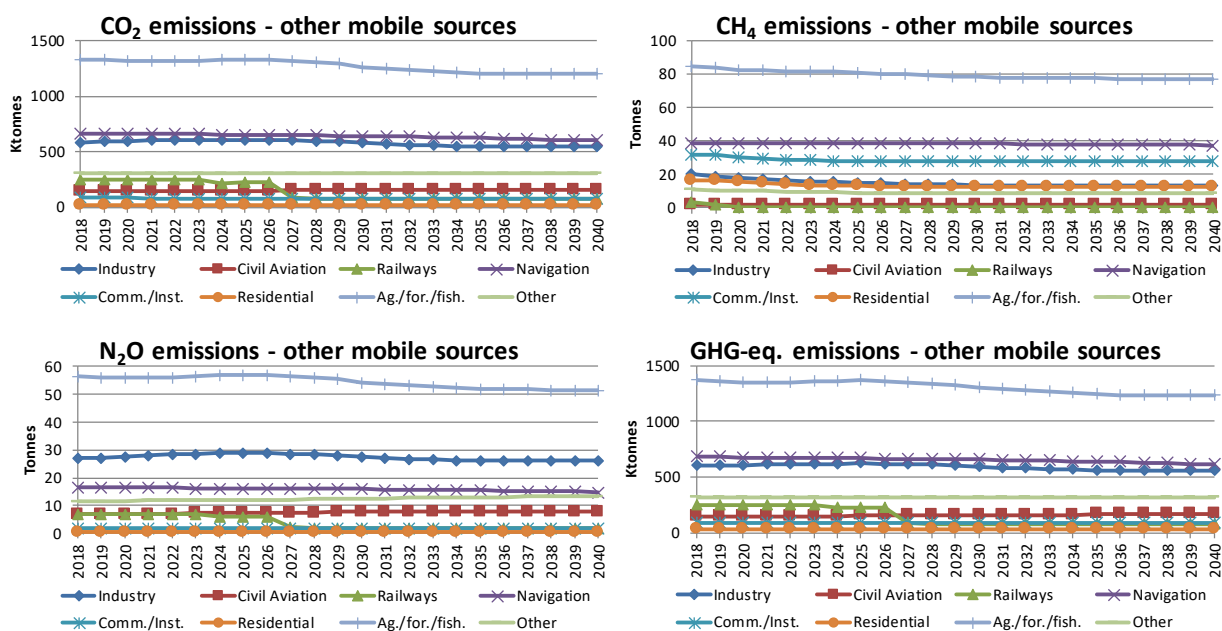 CO₂ emissions - other mobile sources
1500
1000
500
0
Ktonnes
2018 2019 2020 2021 2022 2023 2024 2025 2026 2027 2028 2029 2030 2031 2032 2033 2034 2035 2036 2037 2038 2039 2040
Industry Civil Aviation Railways Navigation
Comm./Inst. Residential Ag./for./fish. Other
CH₄ emissions - other mobile sources
100
80
60
40
20
0
Tonnes
2018 2019 2020 2021 2022 2023 2024 2025 2026 2027 2028 2029 2030 2031 2032 2033 2034 2035 2036 2037 2038 2039 2040
Industry Civil Aviation Railways Navigation
Comm./Inst. Residential Ag./for./fish. Other
N₂O emissions - other mobile sources
60
50
40
30
20
10
0
Tonnes
2018 2019 2020 2021 2022 2023 2024 2025 2026 2027 2028 2029 2030 2031 2032 2033 2034 2035 2036 2037 2038 2039 2040
Industry Civil Aviation Railways Navigation
Comm./Inst. Residential Ag./for./fish. Other
GHG-eq. emissions - other mobile sources
1500
1000
500
0
Ktonnes
2018 2019 2020 2021 2022 2023 2024 2025 2026 2027 2028 2029 2030 2031 2032 2033 2034 2035 2036 2037 2038 2039 2040
Industry Civil Aviation Railways Navigation
Comm./Inst. Residential Ag./for./fish. Other